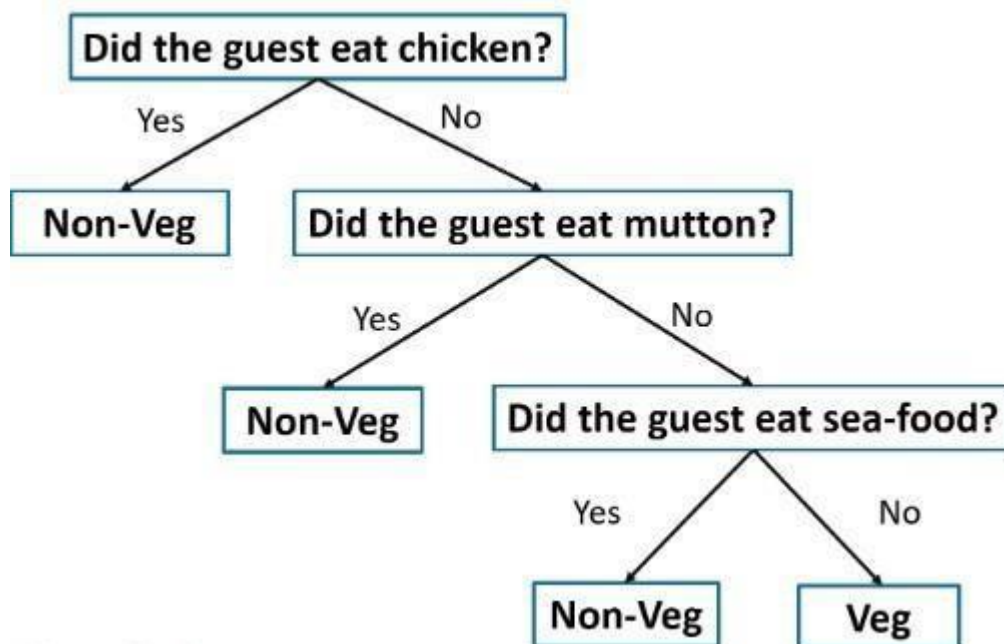 Did the guest eat chicken?
Yes
No
Non-Veg
Did the guest eat mutton?
Yes
No
Non-Veg
Did the guest eat sea-food?
Yes
No
Non-Veg
Veg